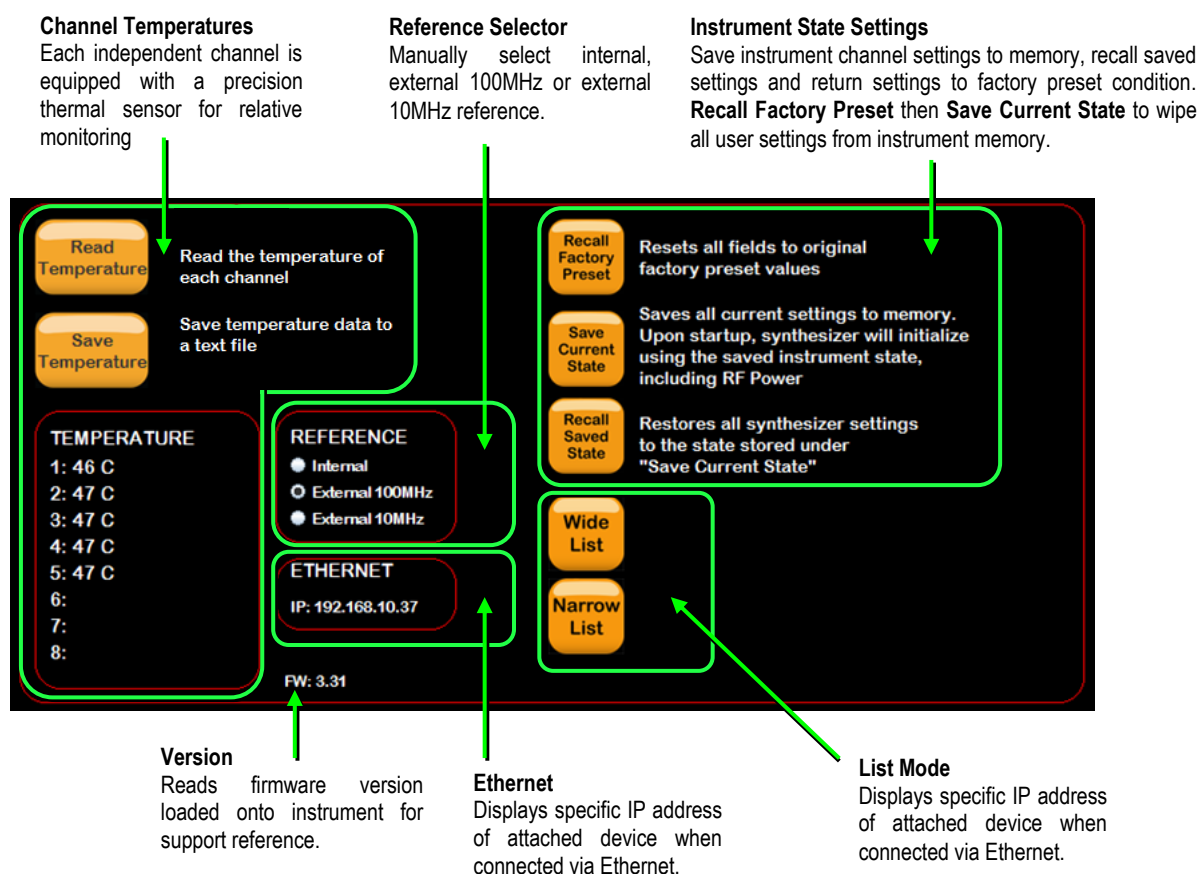 Channel Temperatures
Each independent channel is
equipped with a precision
thermal sensor for relative
monitoring
Reference Selector
Manually select internal,
external 100MHz or external
10MHz reference.
Instrument State Settings
Save instrument channel settings to memory, recall saved
settings and return settings to factory preset condition.
Recall Factory Preset then Save Current State to wipe
all user settings from instrument memory.
Read
Temperature
Read the temperature of
each channel
Save
Temperature
Save temperature data to
a text file
Recall
Factory
Preset
Resets all fields to original
factory preset values
Save
Current
State
Saves all current settings to memory.
Upon startup, synthesizer will initialize
using the saved instrument state,
including RF Power
Recall
Saved
State
Restores all synthesizer settings
to the state stored under
"Save Current State"
TEMPERATURE
1: 46 C
2: 47 C
3: 47 C
4: 47 C
5: 47 C
6:
7:
8:
REFERENCE
Internal
External 100MHz
External 10MHz
ETHERNET
IP: 192.168.10.37
FW: 3.31
Wide
List
Narrow
List
Version
Reads firmware version
loaded onto instrument for
support reference.
Ethernet
Displays specific IP address
of attached device when
connected via Ethernet.
List Mode
Displays specific IP address
of attached device when
connected via Ethernet.